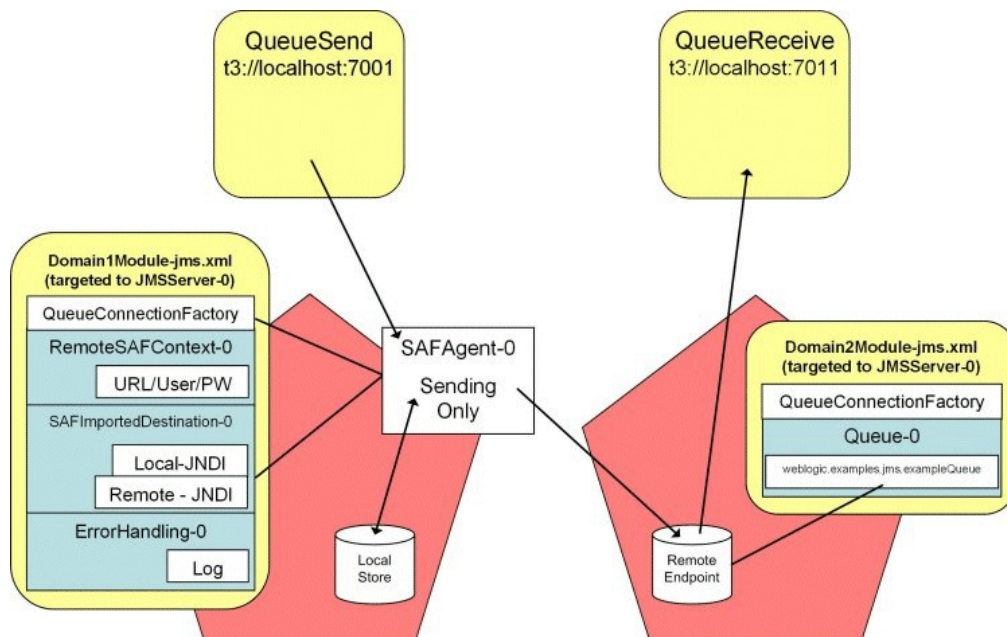 QueueSend
t3://localhost:7001
QueueReceive
t3://localhost:7011
Domain1Module-jms.xml
(targeted to JMSServer-0)
QueueConnectionFactory
RemoteSAFContext-0
URL/User/PW
SAFImportedDestination-0
Local-JNDI
Remote - JNDI
ErrorHandling-0
Log
SAFAgent-0
Sending
Only
Local
Store
Remote
Endpoint
Domain2Module-jms.xml
(targeted to JMSServer-0)
QueueConnectionFactory
Queue-0
weblogic.examples.jms.exampleQueue